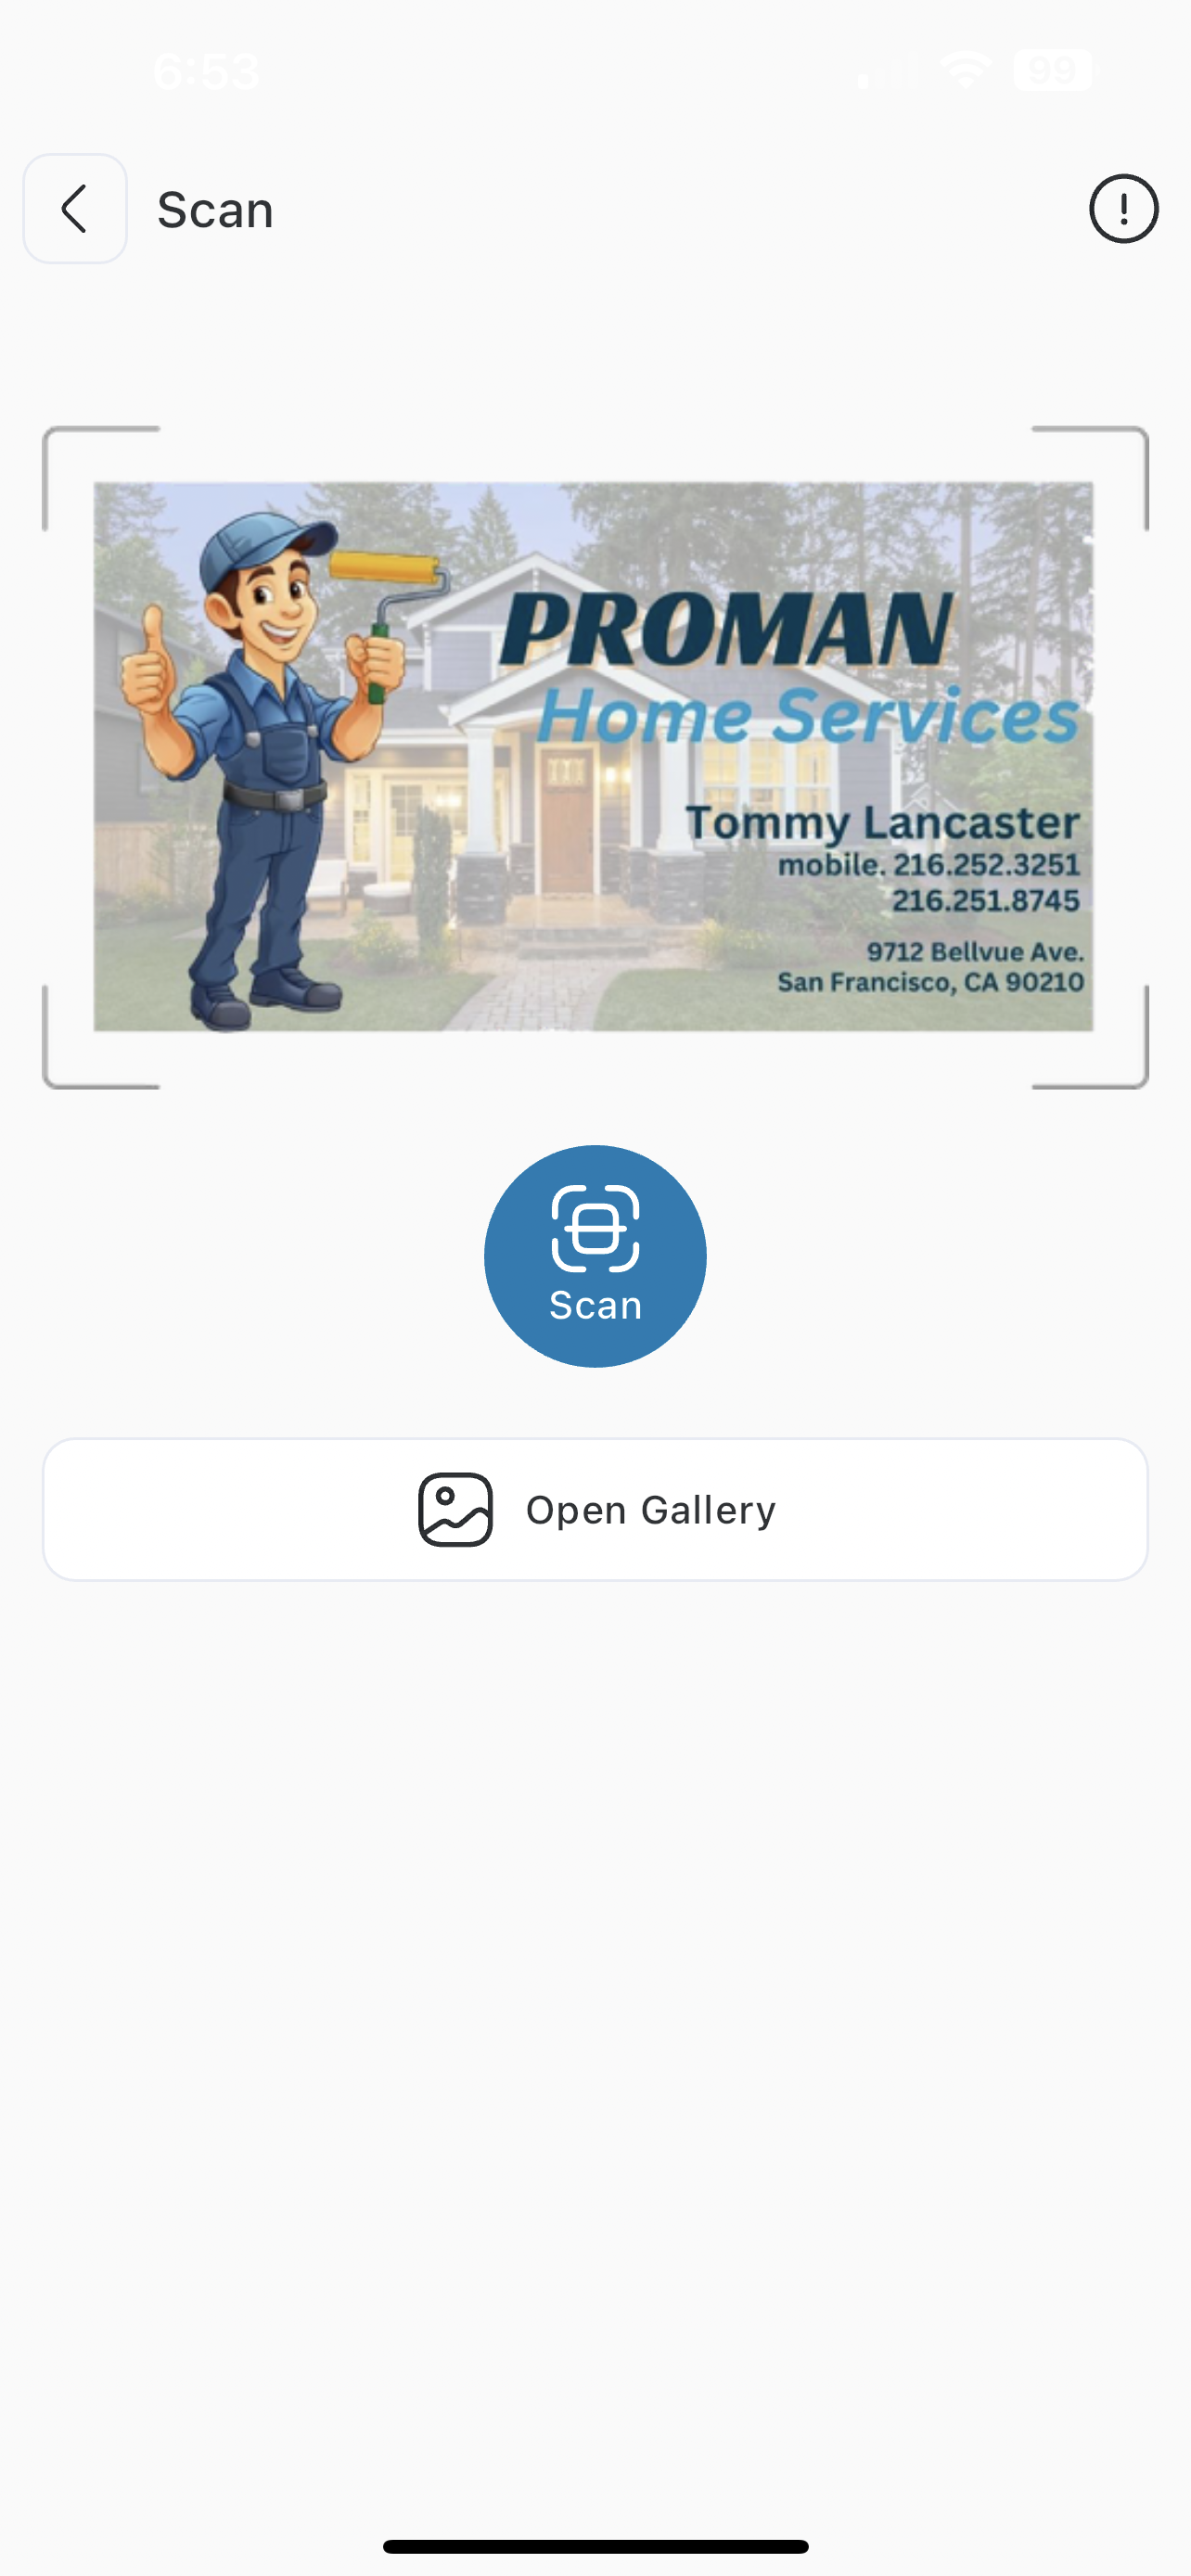 6:53
99
Scan
PROMAN
Home Services
Tommy Lancaster
mobile. 216.252.3251
216.251.8745
9712 Bellvue Ave.
San Francisco, CA 90210
Scan
Open Gallery